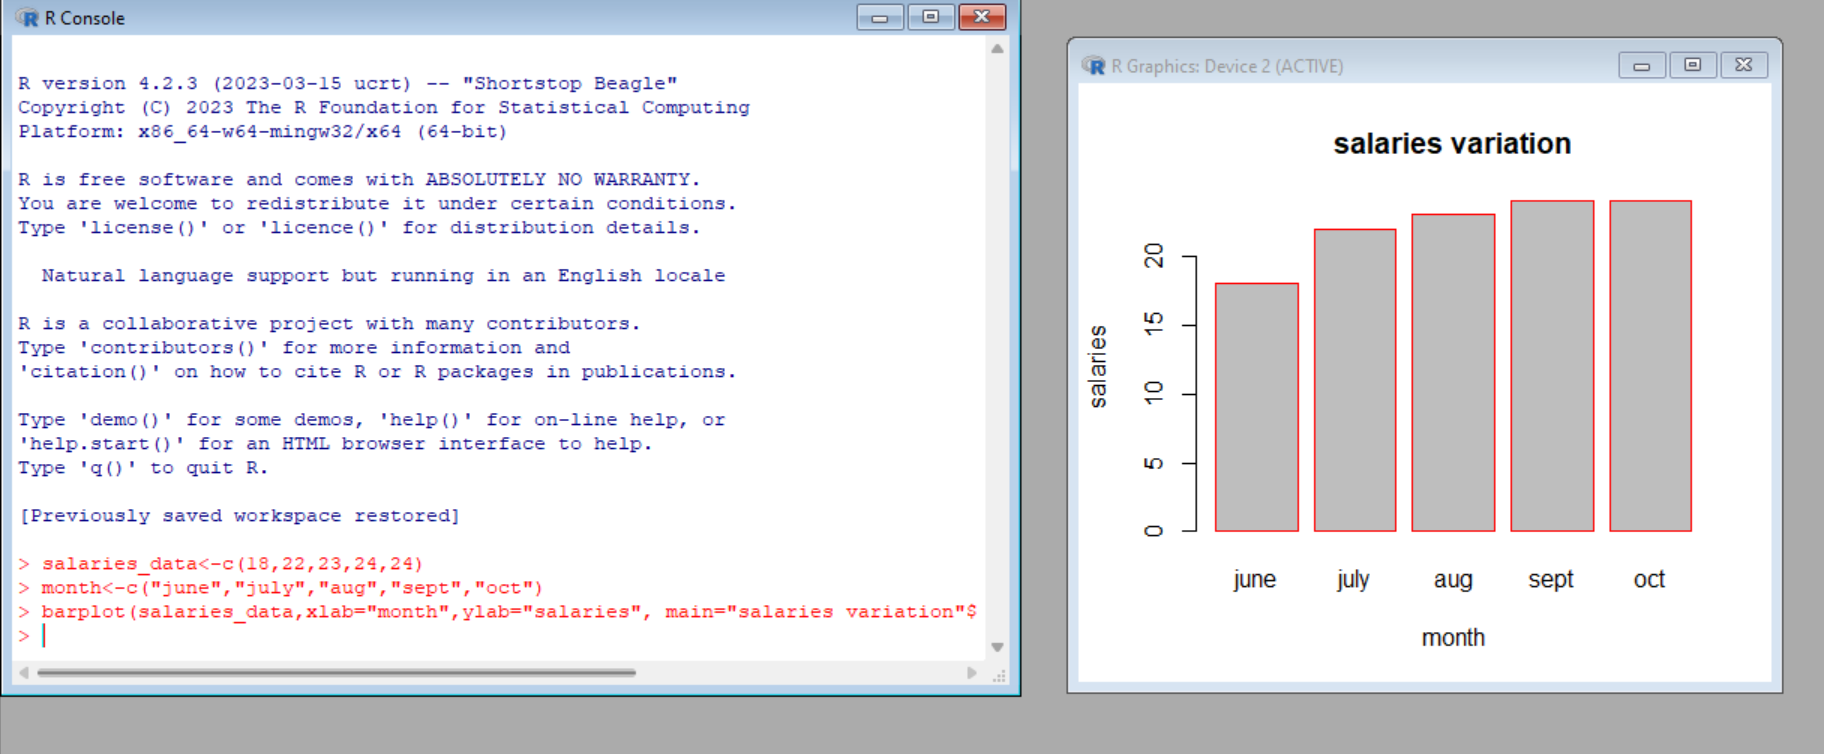 R Console
R version 4.2.3 (2023-03-15 ucrt) -- "Shortstop Beagle"
Copyright (C) 2023 The R Foundation for Statistical Computing
Platform: x86_64-w64-mingw32/x64 (64-bit)
R is free software and comes with ABSOLUTELY NO WARRANTY.
You are welcome to redistribute it under certain conditions.
Type 'license()' or 'licence()' for distribution details.
Natural language support but running in an English locale
R is a collaborative project with many contributors.
Type 'contributors()' for more information and
'citation()' on how to cite R or R packages in publications.
Type 'demo()' for some demos, 'help()' for on-line help, or
'help.start()' for an HTML browser interface to help.
Type 'q()' to quit R.
[Previously saved workspace restored]
> salaries_data<-c(18,22,23,24,24)
> month<-c("june","july","aug","sept","oct")
> barplot(salaries_data,xlab="month",ylab="salaries", main="salaries variation"$
>
R Graphics: Device 2 (ACTIVE)
salaries variation
salaries
20
15
10
5
0
june july aug sept oct
month